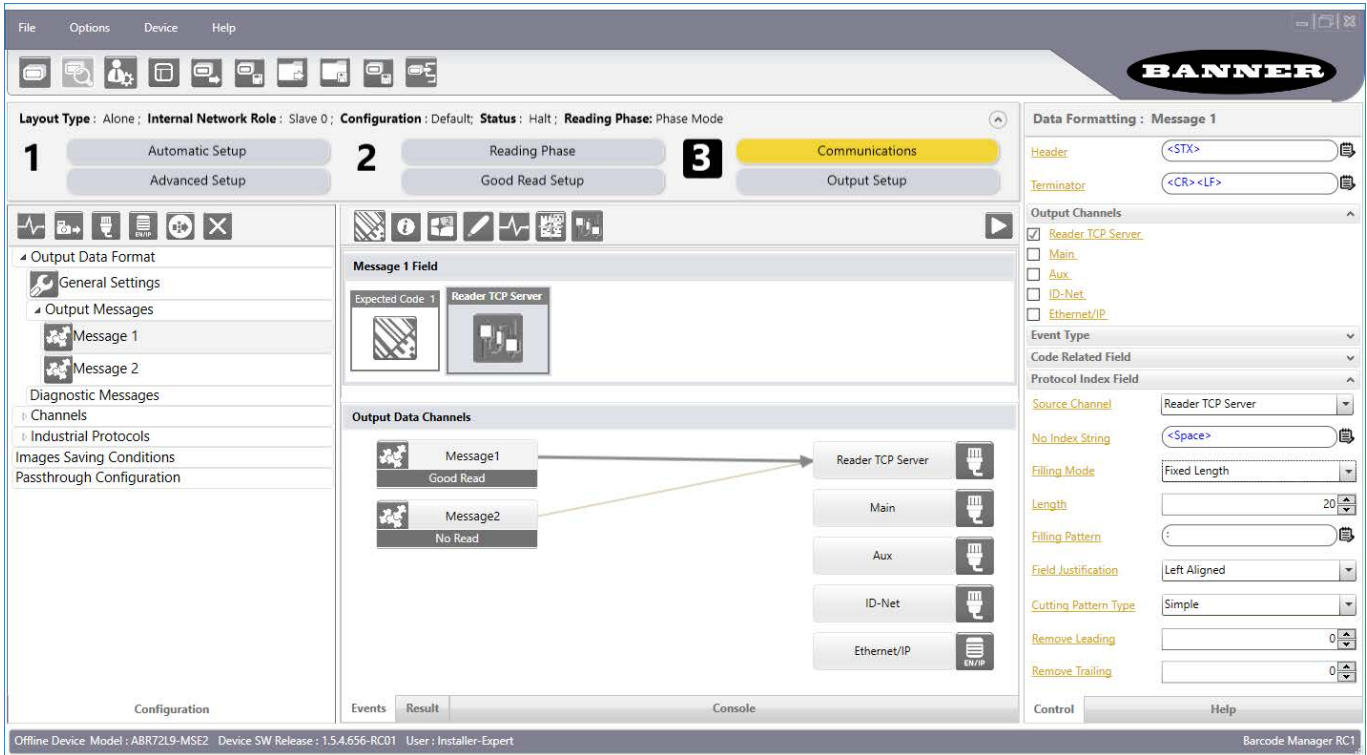 File Options Device Help
BANNER
Layout Type : Alone ; Internal Network Role : Slave 0 ; Configuration : Default; Status : Halt ; Reading Phase: Phase Mode
1 Automatic Setup
Advanced Setup
2 Reading Phase
Good Read Setup
3 Communications
Output Setup
EN/IP
Output Data Format
General Settings
Output Messages
Message 1
Message 2
Diagnostic Messages
Channels
Industrial Protocols
Images Saving Conditions
Passthrough Configuration
Configuration
Message 1 Field
Expected Code 1 Reader TCP Server
Output Data Channels
Message1
Good Read
Message2
No Read
Reader TCP Server
Main
Aux
ID-Net
Ethernet/IP
EN/IP
Events Result Console
Data Formatting : Message 1
Header <STX>
Terminator <CR><LF>
Output Channels
Reader TCP Server
Main
Aux
ID-Net
Ethernet/IP
Event Type
Code Related Field
Protocol Index Field
Source Channel Reader TCP Server
No Index String <Space>
Filling Mode Fixed Length
Length 20
Filling Pattern :
Field Justification Left Aligned
Cutting Pattern Type Simple
Remove Leading 0
Remove Trailing 0
Control Help
Offline Device Model : ABR72L9-MSE2 Device SW Release : 1.5.4.656-RC01 User : Installer-Expert
Barcode Manager RC1